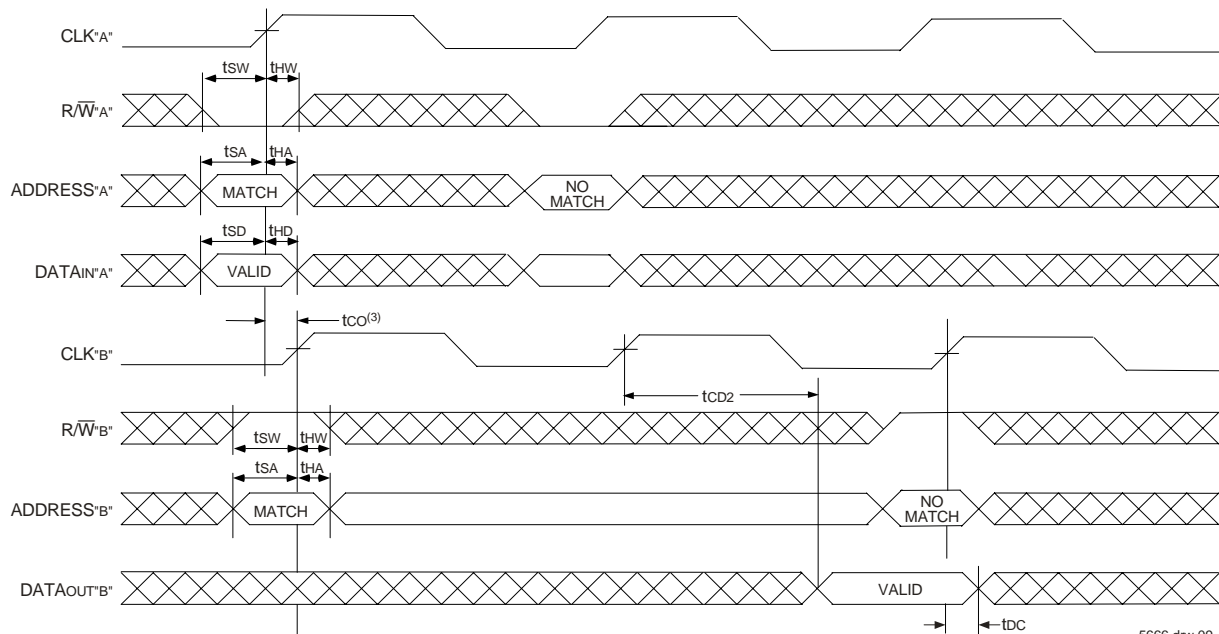 CLK"A"
tSW tHW
R/W̅"A"
tSA tHA
ADDRESS"A" MATCH NO MATCH
tSD tHD
DATAIN"A" VALID
tCO(3)
CLK"B"
tCD2
R/W̅"B"
tSW tHW
tSA tHA
ADDRESS"B" MATCH NO MATCH
DATAOUT"B" VALID
tDC